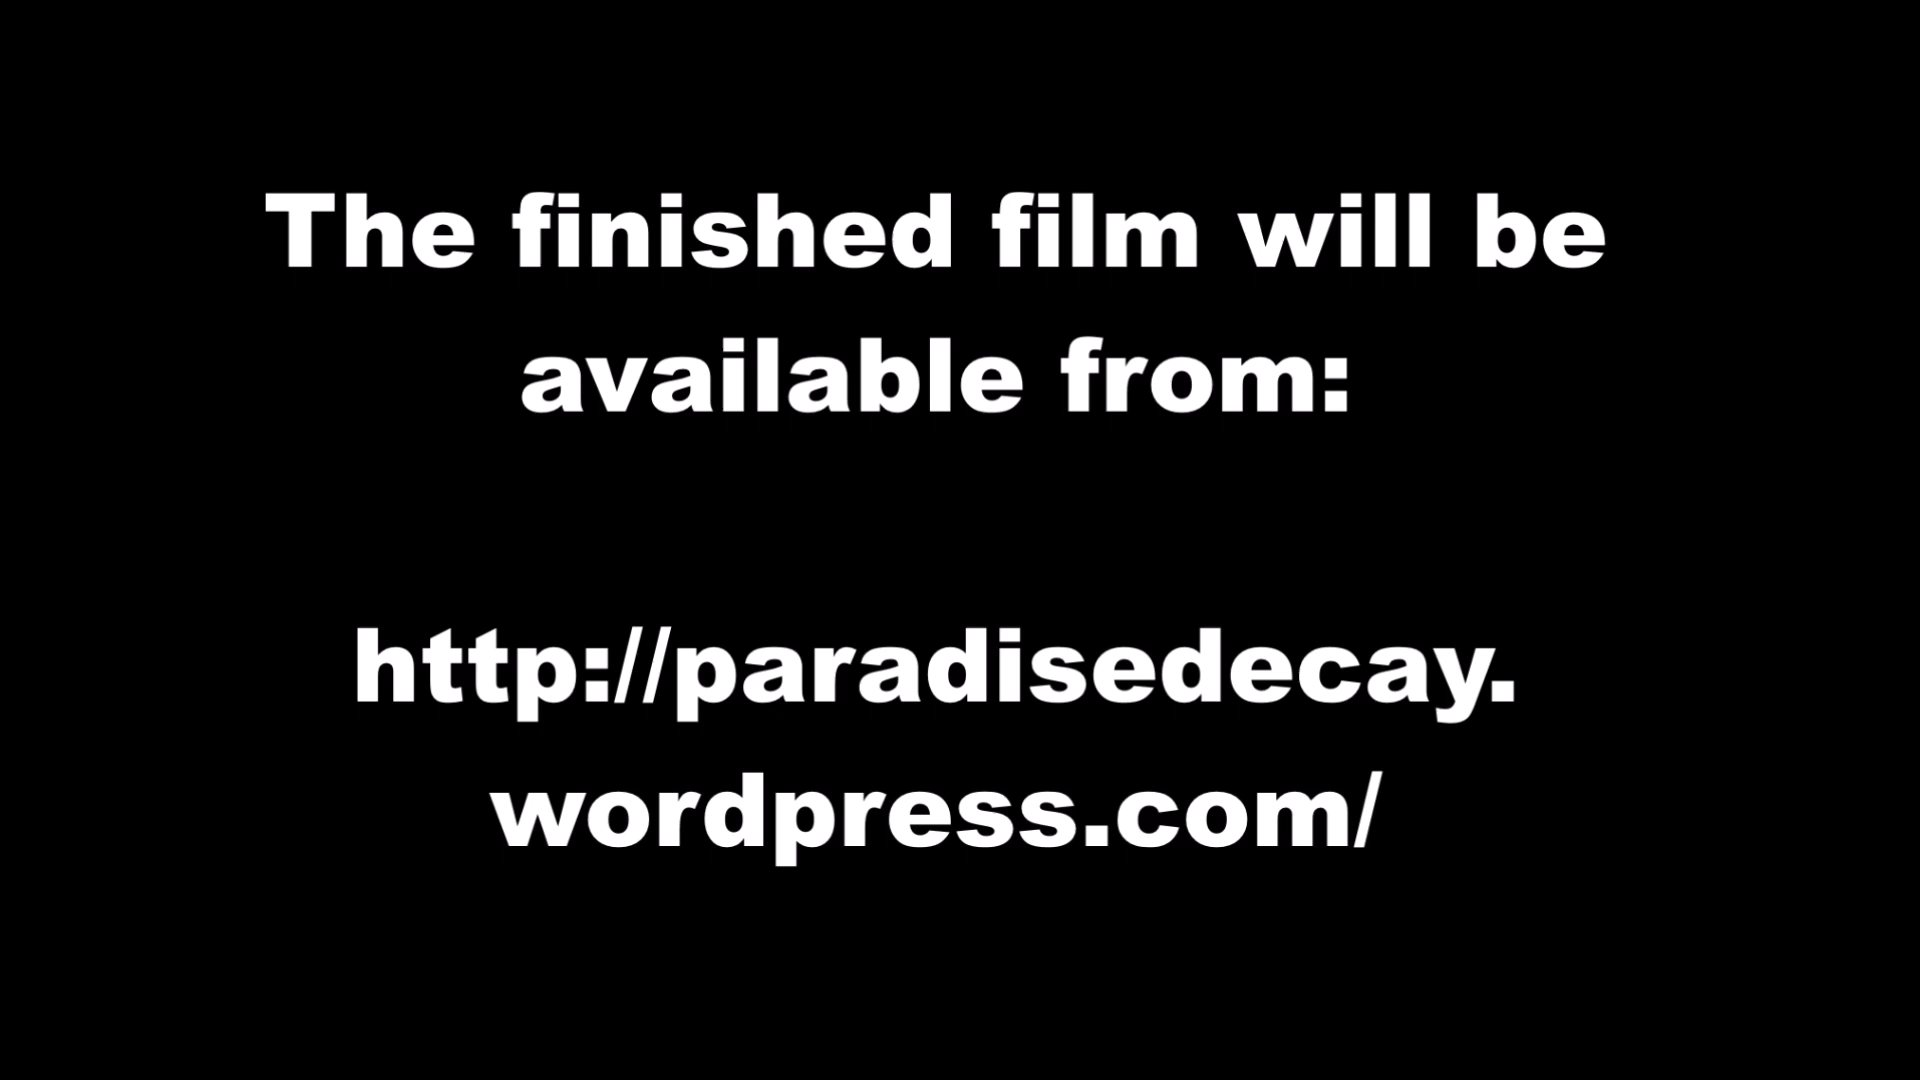 The finished film will be
available from:
http://paradisedecay.
wordpress.com/